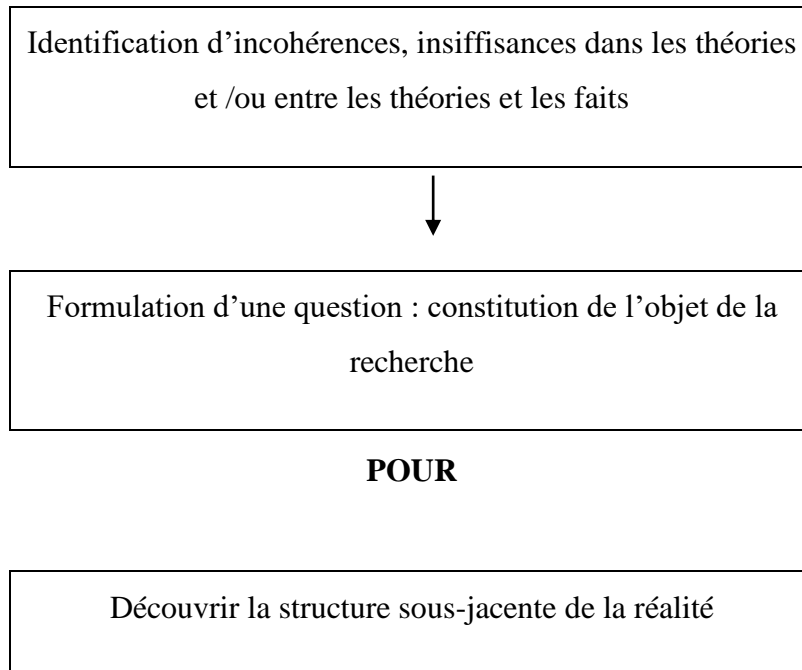 Identification d’incohérences, insiffisances dans les théories
et /ou entre les théories et les faits
Formulation d’une question : constitution de l’objet de la
recherche
POUR
Découvrir la structure sous-jacente de la réalité